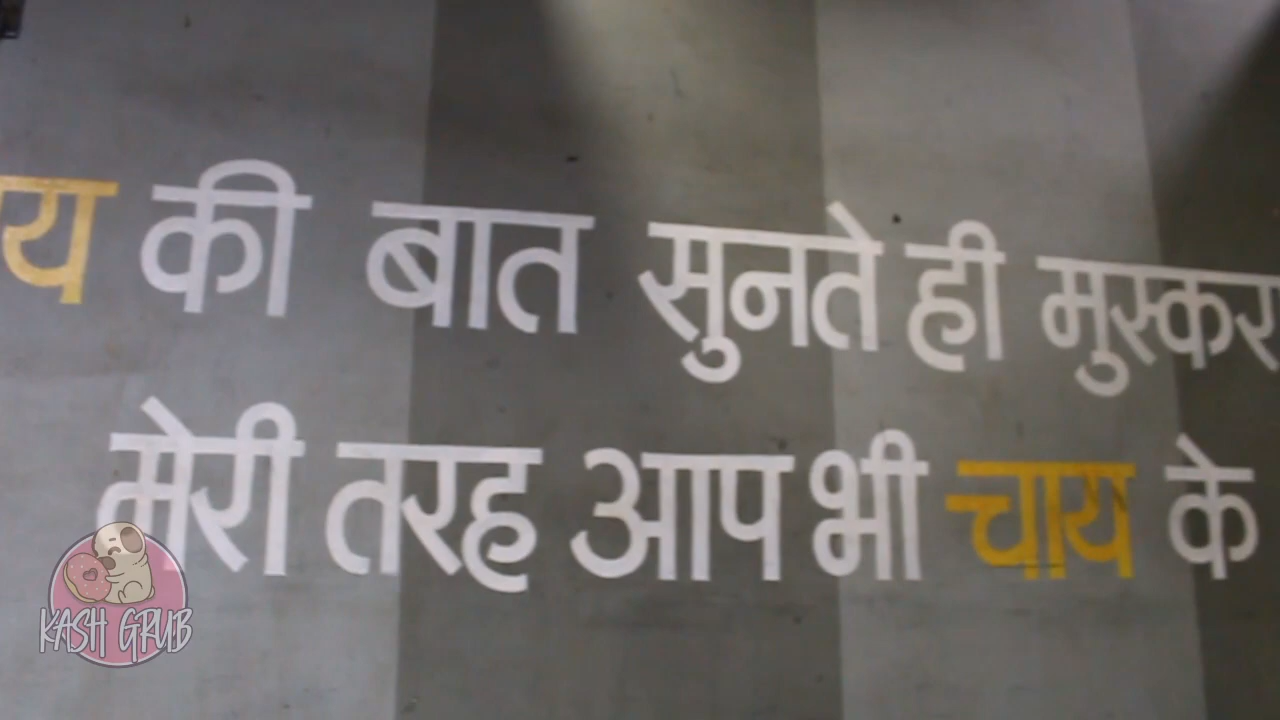 य की बात सुनते ही मुस्करा
मेरी तरह आप भी चाय के
KASH GRUB